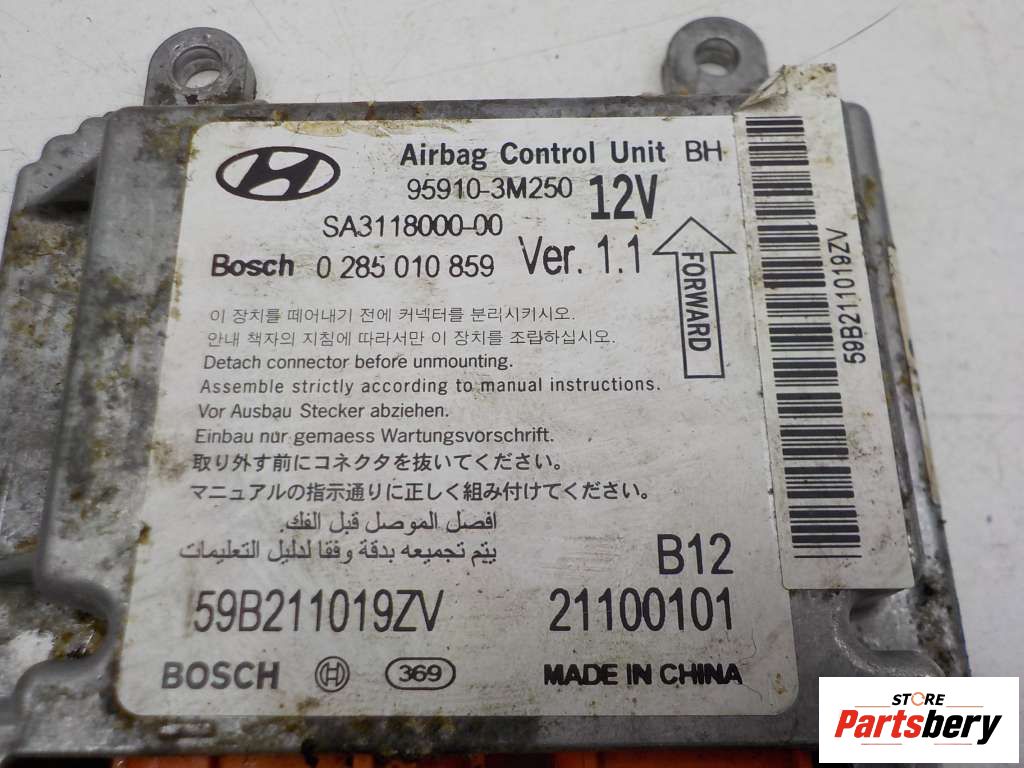 Airbag Control Unit BH
95910-3M250 12V
SA3118000-00
Bosch 0 285 010 859 Ver. 1.1
FORWARD
이 장치를 떼어내기 전에 커넥터를 분리시키시오.
안내 책자의 지침에 따라서만 이 장치를 조립하십시오.
Detach connector before unmounting.
Assemble strictly according to manual instructions.
Vor Ausbau Stecker abziehen.
Einbau nur gemaess Wartungsvorschrift.
取り外す前にコネクタを抜いてください。
マニュアルの指示通りに正しく組み付けてください。
افصل الموصل قبل الفك.
يتم تجميعه بدقة وفقا لدليل التعليمات
B12
59B211019ZV 21100101
BOSCH 369 MADE IN CHINA
59B211019ZV
STORE
Partsbery